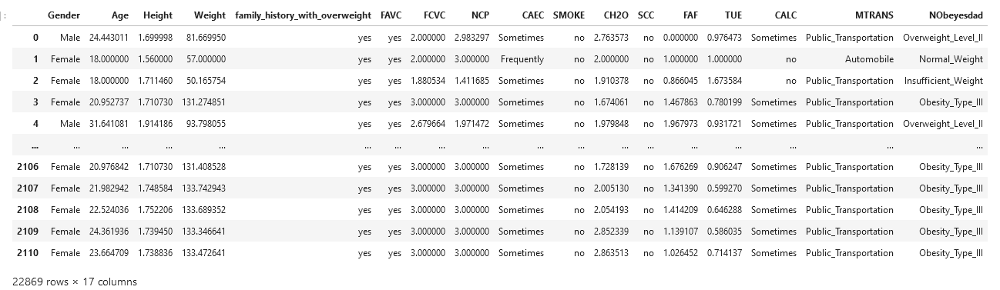 ]:
Gender Age Height Weight family_history_with_overweight FAVC FCVC NCP CAEC SMOKE CH2O SCC FAF TUE CALC MTRANS NObeyesdad
0 Male 24.443011 1.699998 81.669950 yes yes 2.000000 2.983297 Sometimes no 2.763573 no 0.000000 0.976473 Sometimes Public_Transportation Overweight_Level_II
1 Female 18.000000 1.560000 57.000000 yes yes 2.000000 3.000000 Frequently no 2.000000 no 1.000000 1.000000 no Automobile Normal_Weight
2 Female 18.000000 1.711460 50.165754 yes yes 1.880534 1.411685 Sometimes no 1.910378 no 0.866045 1.673584 no Public_Transportation Insufficient_Weight
3 Female 20.952737 1.710730 131.274851 yes yes 3.000000 3.000000 Sometimes no 1.674061 no 1.467863 0.780199 Sometimes Public_Transportation Obesity_Type_III
4 Male 31.641081 1.914186 93.798055 yes yes 2.679664 1.971472 Sometimes no 1.979848 no 1.967973 0.931721 Sometimes Public_Transportation Overweight_Level_II
... ... ... ... ... ... ... ... ... ... ... ... ... ... ... ... ... ...
2106 Female 20.976842 1.710730 131.408528 yes yes 3.000000 3.000000 Sometimes no 1.728139 no 1.676269 0.906247 Sometimes Public_Transportation Obesity_Type_III
2107 Female 21.982942 1.748584 133.742943 yes yes 3.000000 3.000000 Sometimes no 2.005130 no 1.341390 0.599270 Sometimes Public_Transportation Obesity_Type_III
2108 Female 22.524036 1.752206 133.689352 yes yes 3.000000 3.000000 Sometimes no 2.054193 no 1.414209 0.646288 Sometimes Public_Transportation Obesity_Type_III
2109 Female 24.361936 1.739450 133.346641 yes yes 3.000000 3.000000 Sometimes no 2.852339 no 1.139107 0.586035 Sometimes Public_Transportation Obesity_Type_III
2110 Female 23.664709 1.738836 133.472641 yes yes 3.000000 3.000000 Sometimes no 2.863513 no 1.026452 0.714137 Sometimes Public_Transportation Obesity_Type_III
22869 rows × 17 columns